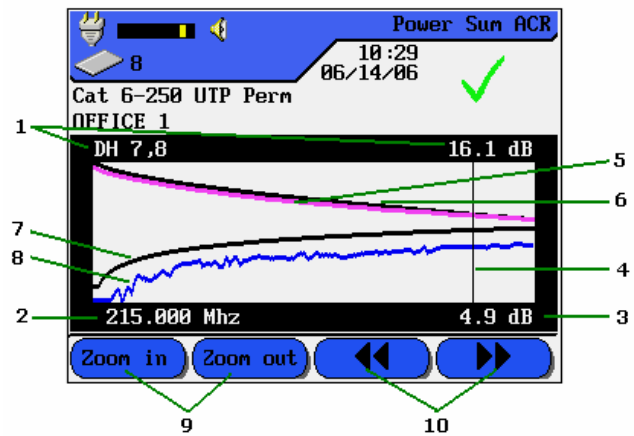 Power Sum ACR
8
10:29
06/14/06
Cat 6-250 UTP Perm
OFFICE 1
1
DH 7,8 16.1 dB
5
6
7
8
4
2 215.000 Mhz 4.9 dB 3
Zoom in Zoom out
9 10